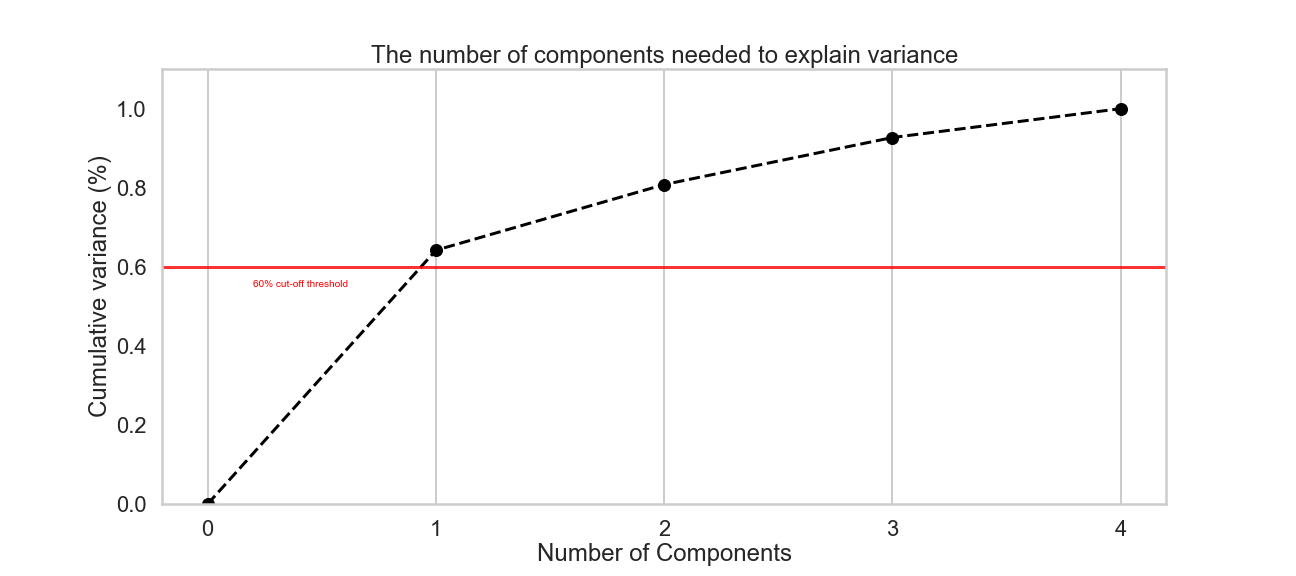 The number of components needed to explain variance
Cumulative variance (%)
1.0
0.8
0.6
0.4
0.2
0.0
60% cut-off threshold
0 1 2 3 4
Number of Components